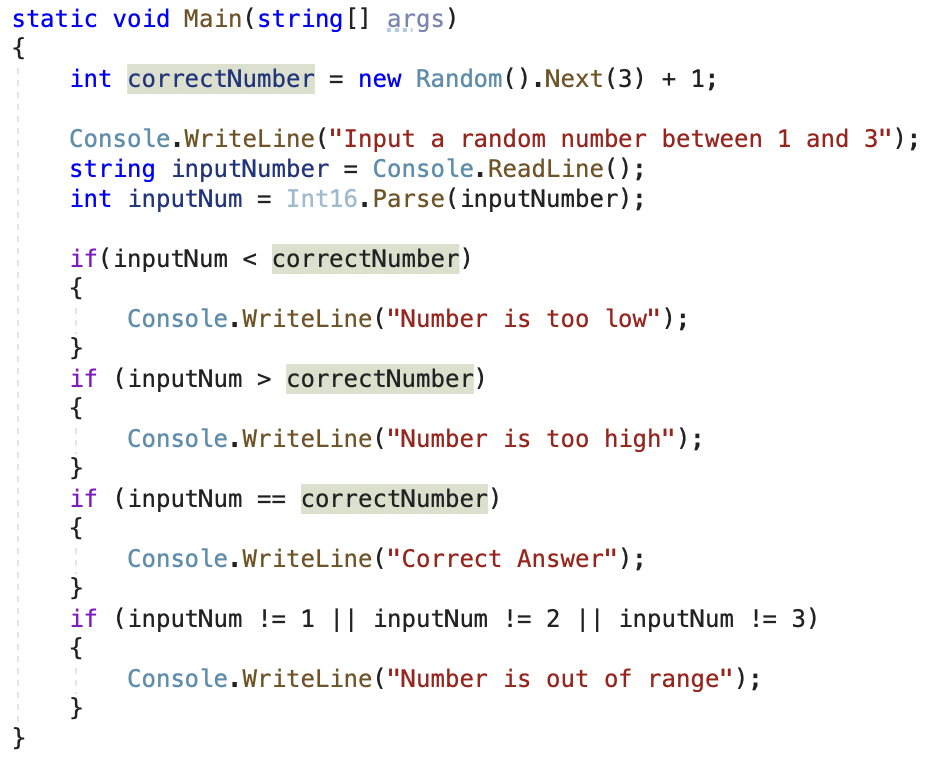 static void Main(string[] args)
{
    int correctNumber = new Random().Next(3) + 1;

    Console.WriteLine("Input a random number between 1 and 3");
    string inputNumber = Console.ReadLine();
    int inputNum = Int16.Parse(inputNumber);

    if(inputNum < correctNumber)
    {
        Console.WriteLine("Number is too low");
    }
    if (inputNum > correctNumber)
    {
        Console.WriteLine("Number is too high");
    }
    if (inputNum == correctNumber)
    {
        Console.WriteLine("Correct Answer");
    }
    if (inputNum != 1 || inputNum != 2 || inputNum != 3)
    {
        Console.WriteLine("Number is out of range");
    }
}